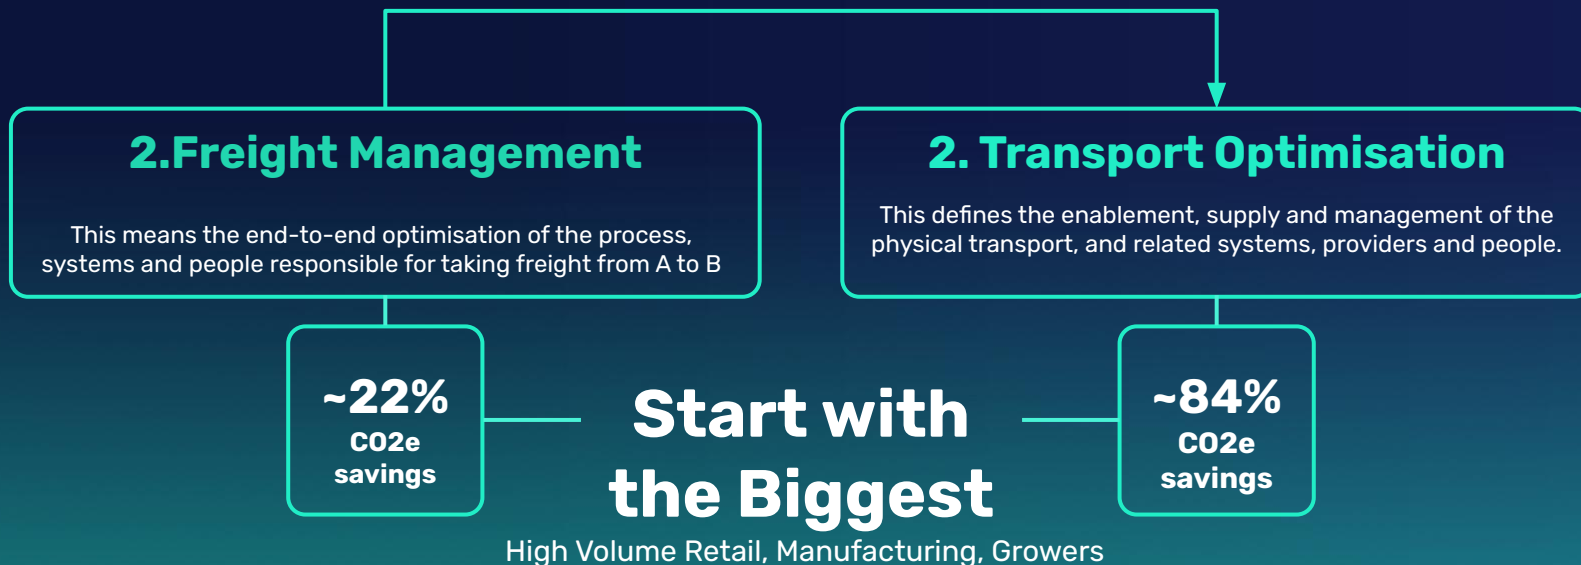 2.Freight Management
This means the end-to-end optimisation of the process,
systems and people responsible for taking freight from A to B
2. Transport Optimisation
This defines the enablement, supply and management of the
physical transport, and related systems, providers and people.
~22%
CO2e
savings
Start with
the Biggest
High Volume Retail, Manufacturing, Growers
~84%
CO2e
savings